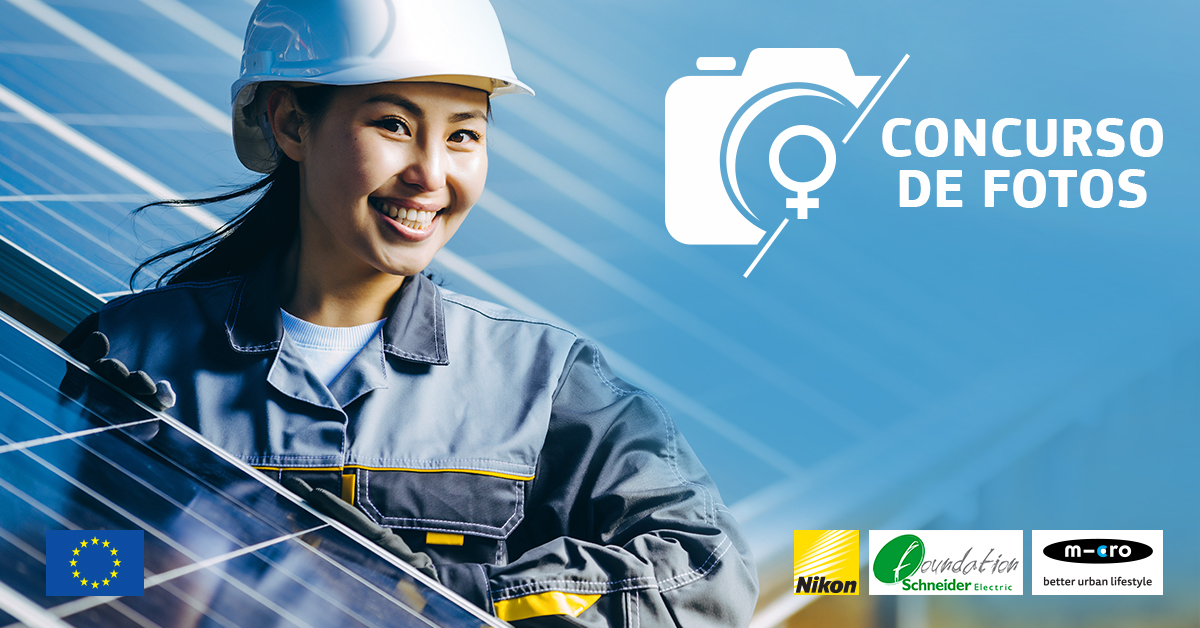 CONCURSO
DE FOTOS
Nikon
Foundation
Schneider Electric
m-cro
better urban lifestyle